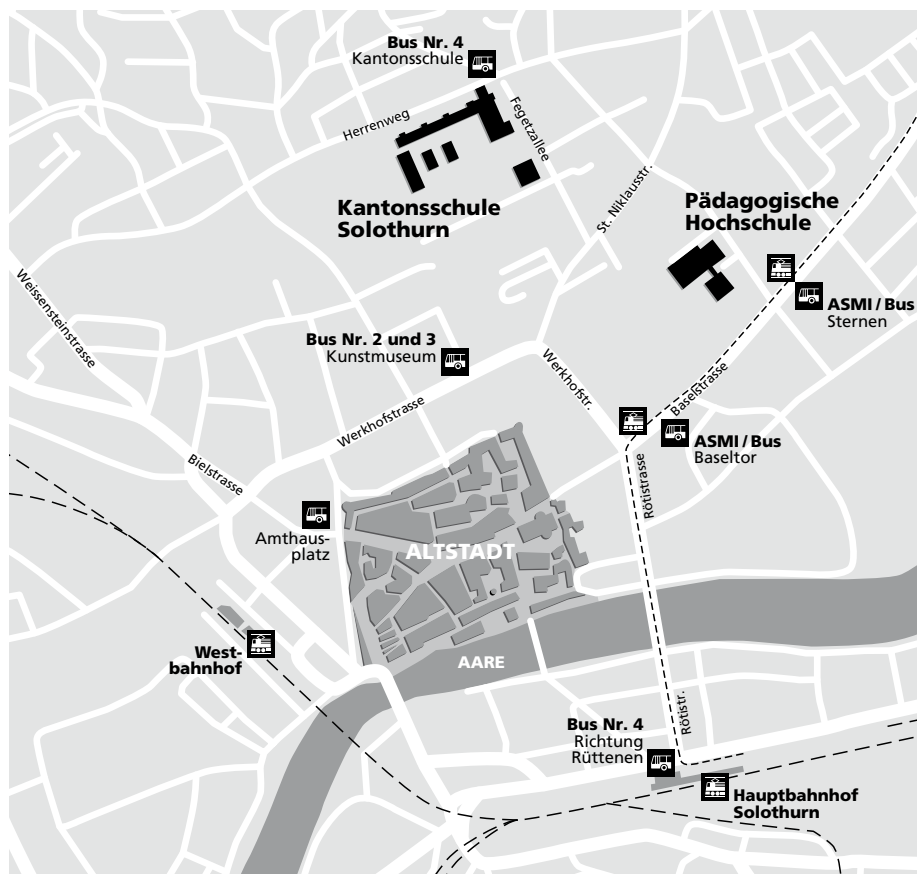 Bus Nr. 4
Kantonsschule
Herrenweg
Fegetzallee
Kantonsschule
Solothurn
St. Niklausstr.
Pädagogische
Hochschule
ASMI / Bus
Sternen
Weissensteinstrasse
Bus Nr. 2 und 3
Kunstmuseum
Werkhofstr.
Baselstrasse
Werkhofstrasse
ASMI / Bus
Baseltor
Bielstrasse
Rötistrasse
Amthaus-
platz
ALTSTADT
West-
bahnhof
AARE
Rötistr.
Bus Nr. 4
Richtung
Rüttenen
Hauptbahnhof
Solothurn